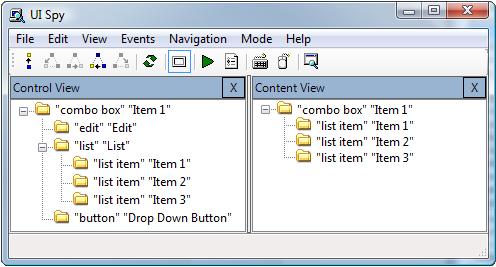 UI Spy
File Edit View Events Navigation Mode Help
Control View X
"combo box" "Item 1"
"edit" "Edit"
"list" "List"
"list item" "Item 1"
"list item" "Item 2"
"list item" "Item 3"
"button" "Drop Down Button"
Content View X
"combo box" "Item 1"
"list item" "Item 1"
"list item" "Item 2"
"list item" "Item 3"